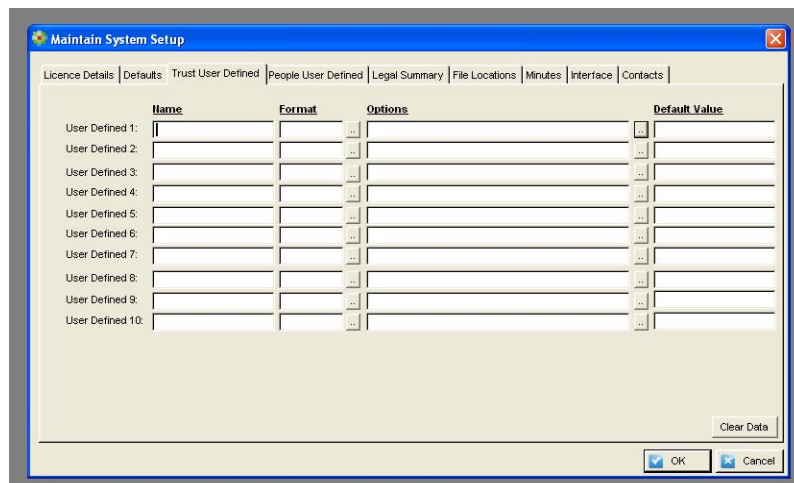 Maintain System Setup
Licence Details Defaults Trust User Defined People User Defined Legal Summary File Locations Minutes Interface Contacts
Name Format Options Default Value
User Defined 1: .. ..
User Defined 2: .. ..
User Defined 3: .. ..
User Defined 4: .. ..
User Defined 5: .. ..
User Defined 6: .. ..
User Defined 7: .. ..
User Defined 8: .. ..
User Defined 9: .. ..
User Defined 10: .. ..
Clear Data
OK Cancel